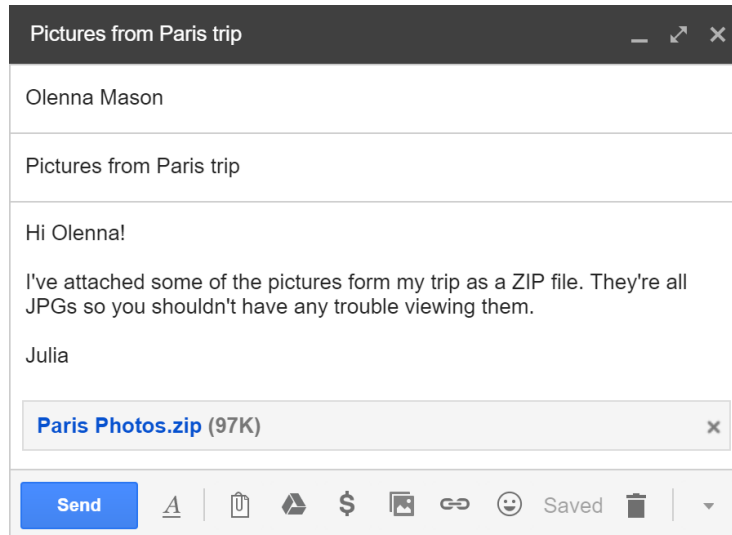 Pictures from Paris trip
Olenna Mason
Pictures from Paris trip
Hi Olenna!
I've attached some of the pictures form my trip as a ZIP file. They're all
JPGs so you shouldn't have any trouble viewing them.
Julia
Paris Photos.zip (97K)
Send A $ Saved